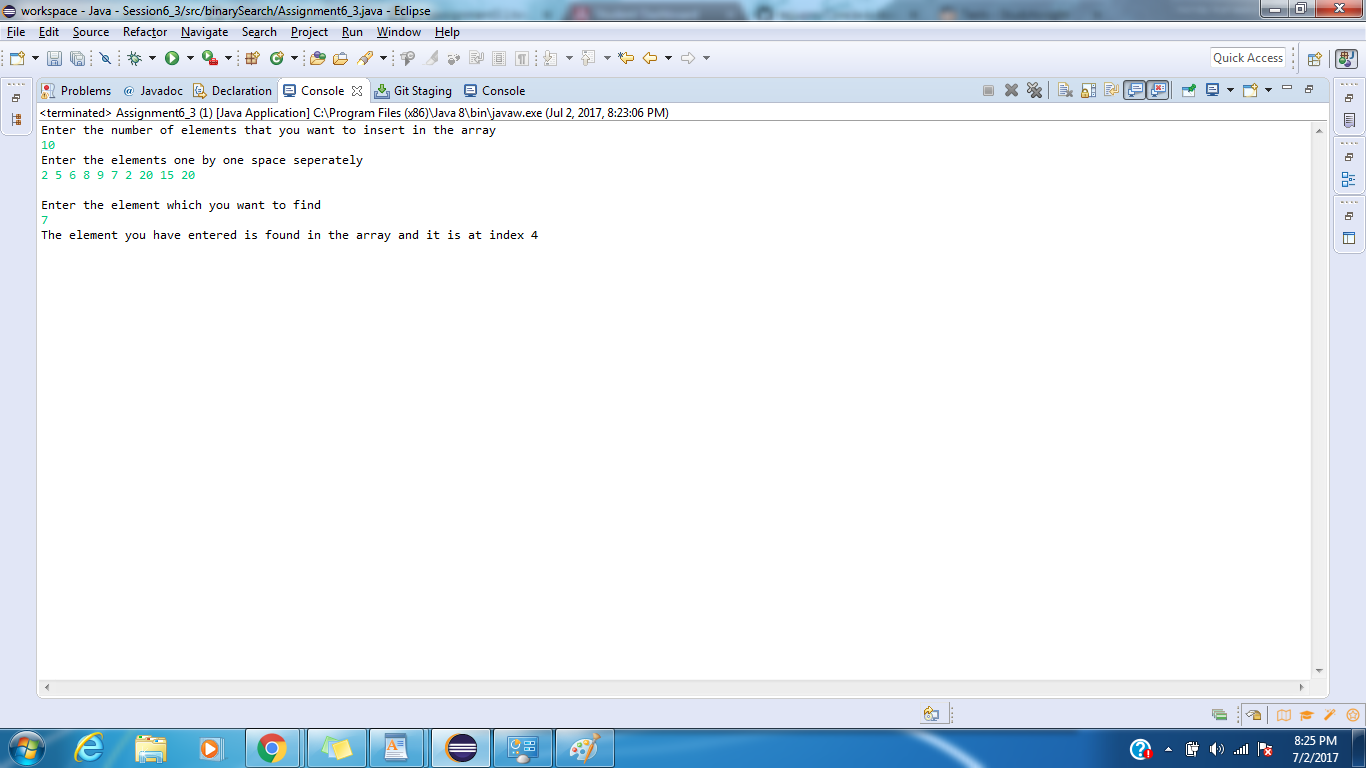 workspace - Java - Session6_3/src/binarySearch/Assignment6_3.java - Eclipse
File Edit Source Refactor Navigate Search Project Run Window Help
Quick Access
Problems @ Javadoc Declaration Console Git Staging Console
<terminated> Assignment6_3 (1) [Java Application] C:\Program Files (x86)\Java 8\bin\javaw.exe (Jul 2, 2017, 8:23:06 PM)
Enter the number of elements that you want to insert in the array
10
Enter the elements one by one space seperately
2 5 6 8 9 7 2 20 15 20
Enter the element which you want to find
7
The element you have entered is found in the array and it is at index 4
8:25 PM
7/2/2017